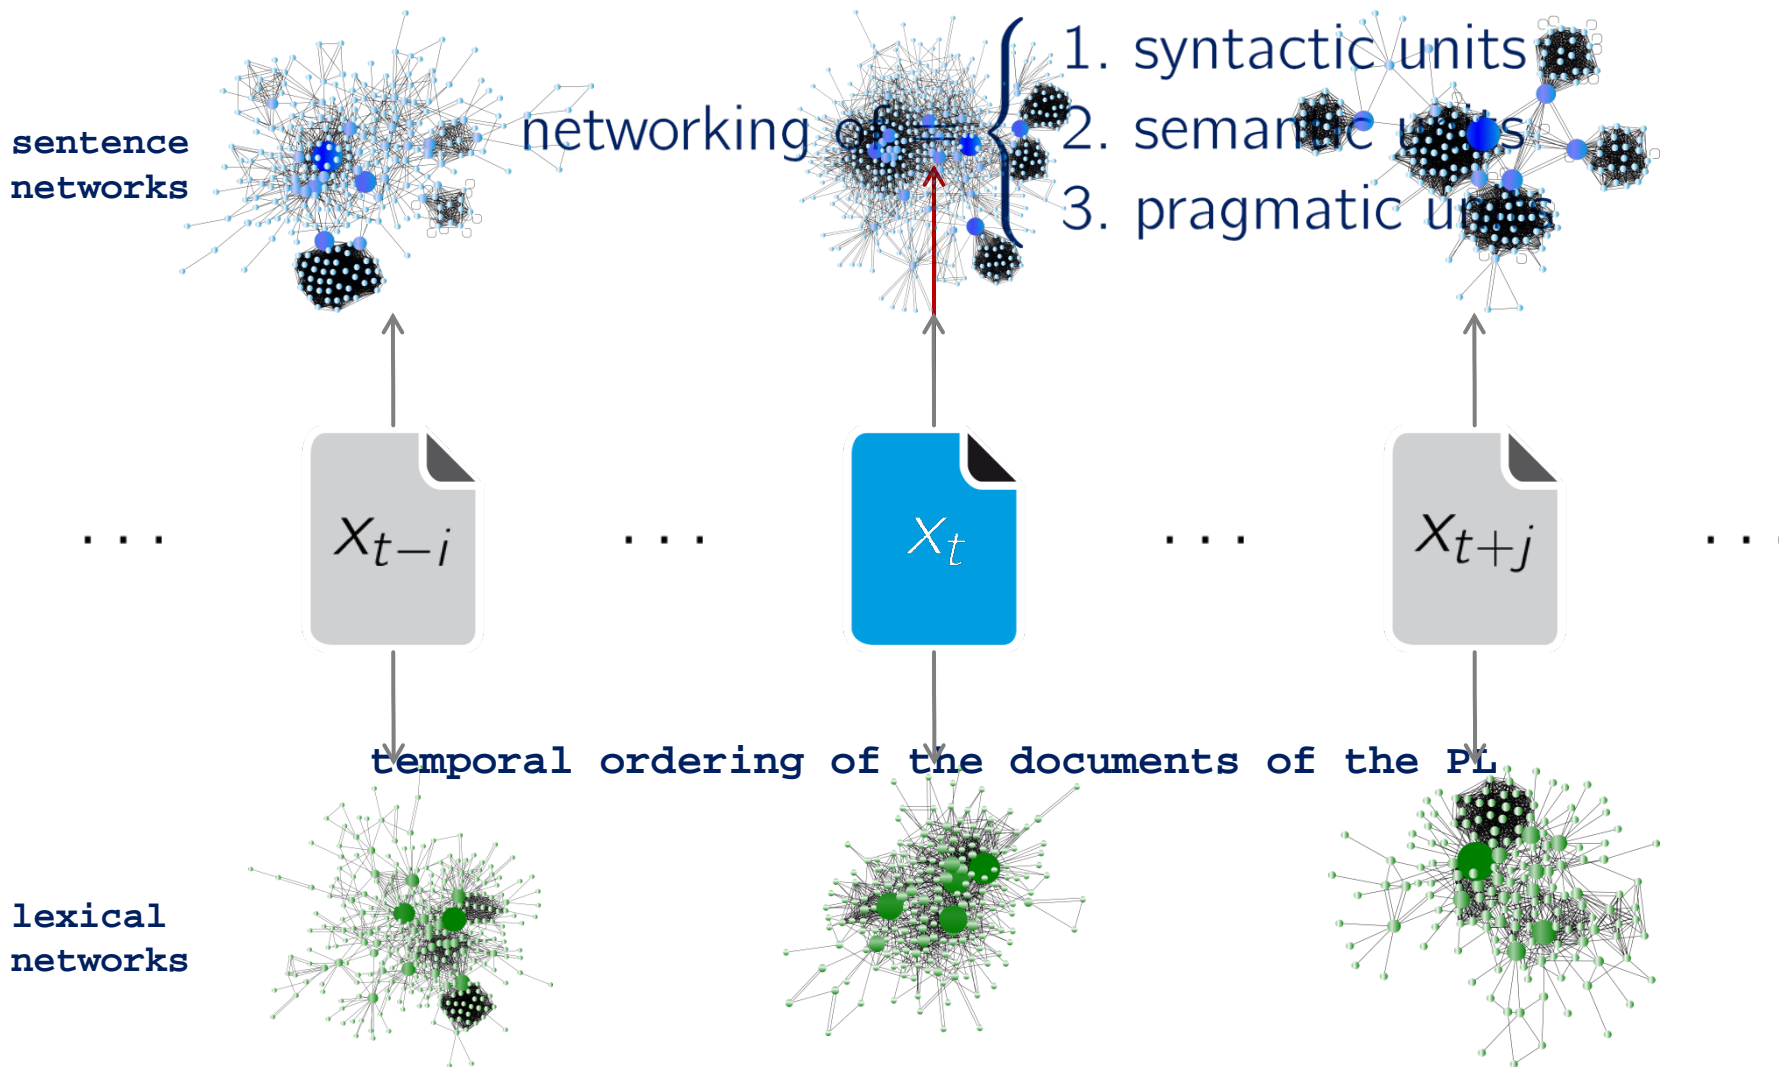 1. syntactic units
networking of = { 2. semantic units
3. pragmatic units
sentence
networks
. . . x_{t−i} . . . x_t . . . x_{t+j} . . .
temporal ordering of the documents of the PL
lexical
networks